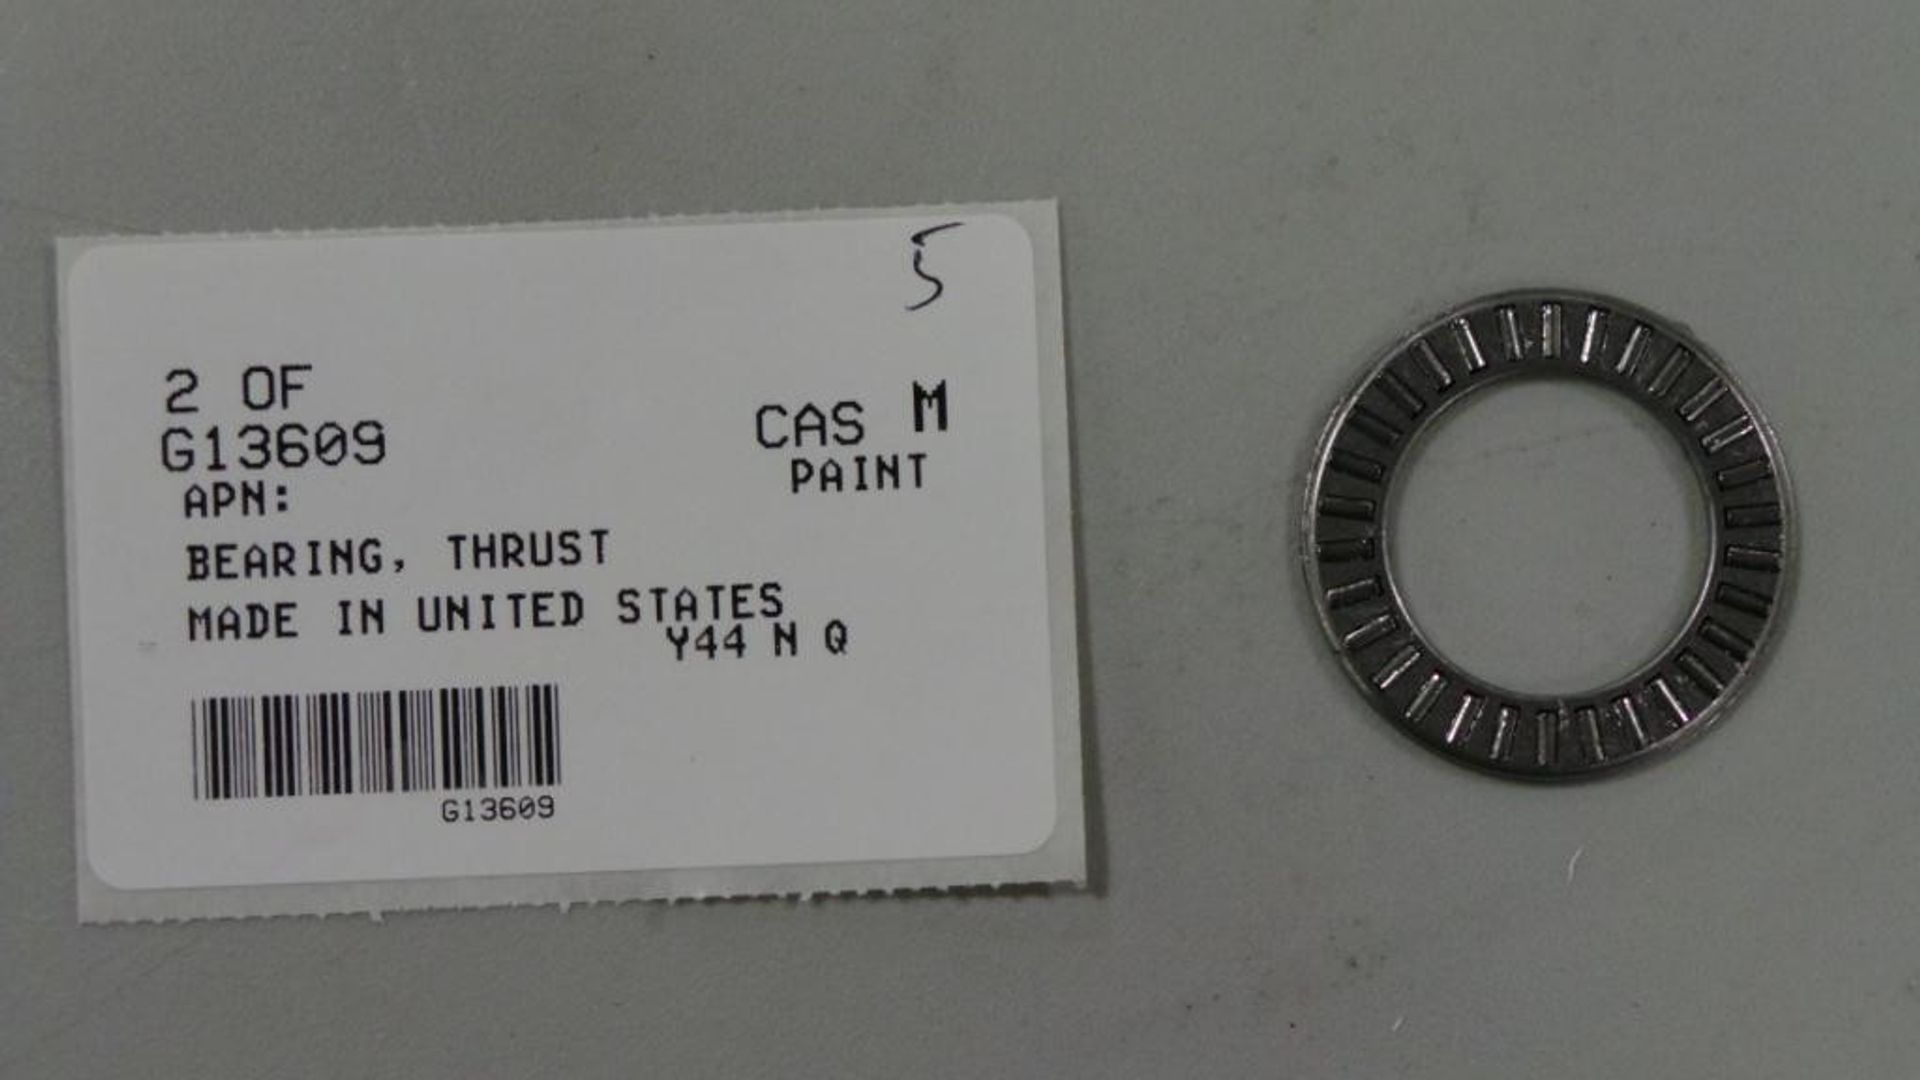 5
2 OF
G13609
CAS M
PAINT
APN:
BEARING, THRUST
MADE IN UNITED STATES
Y44 N Q
G13609